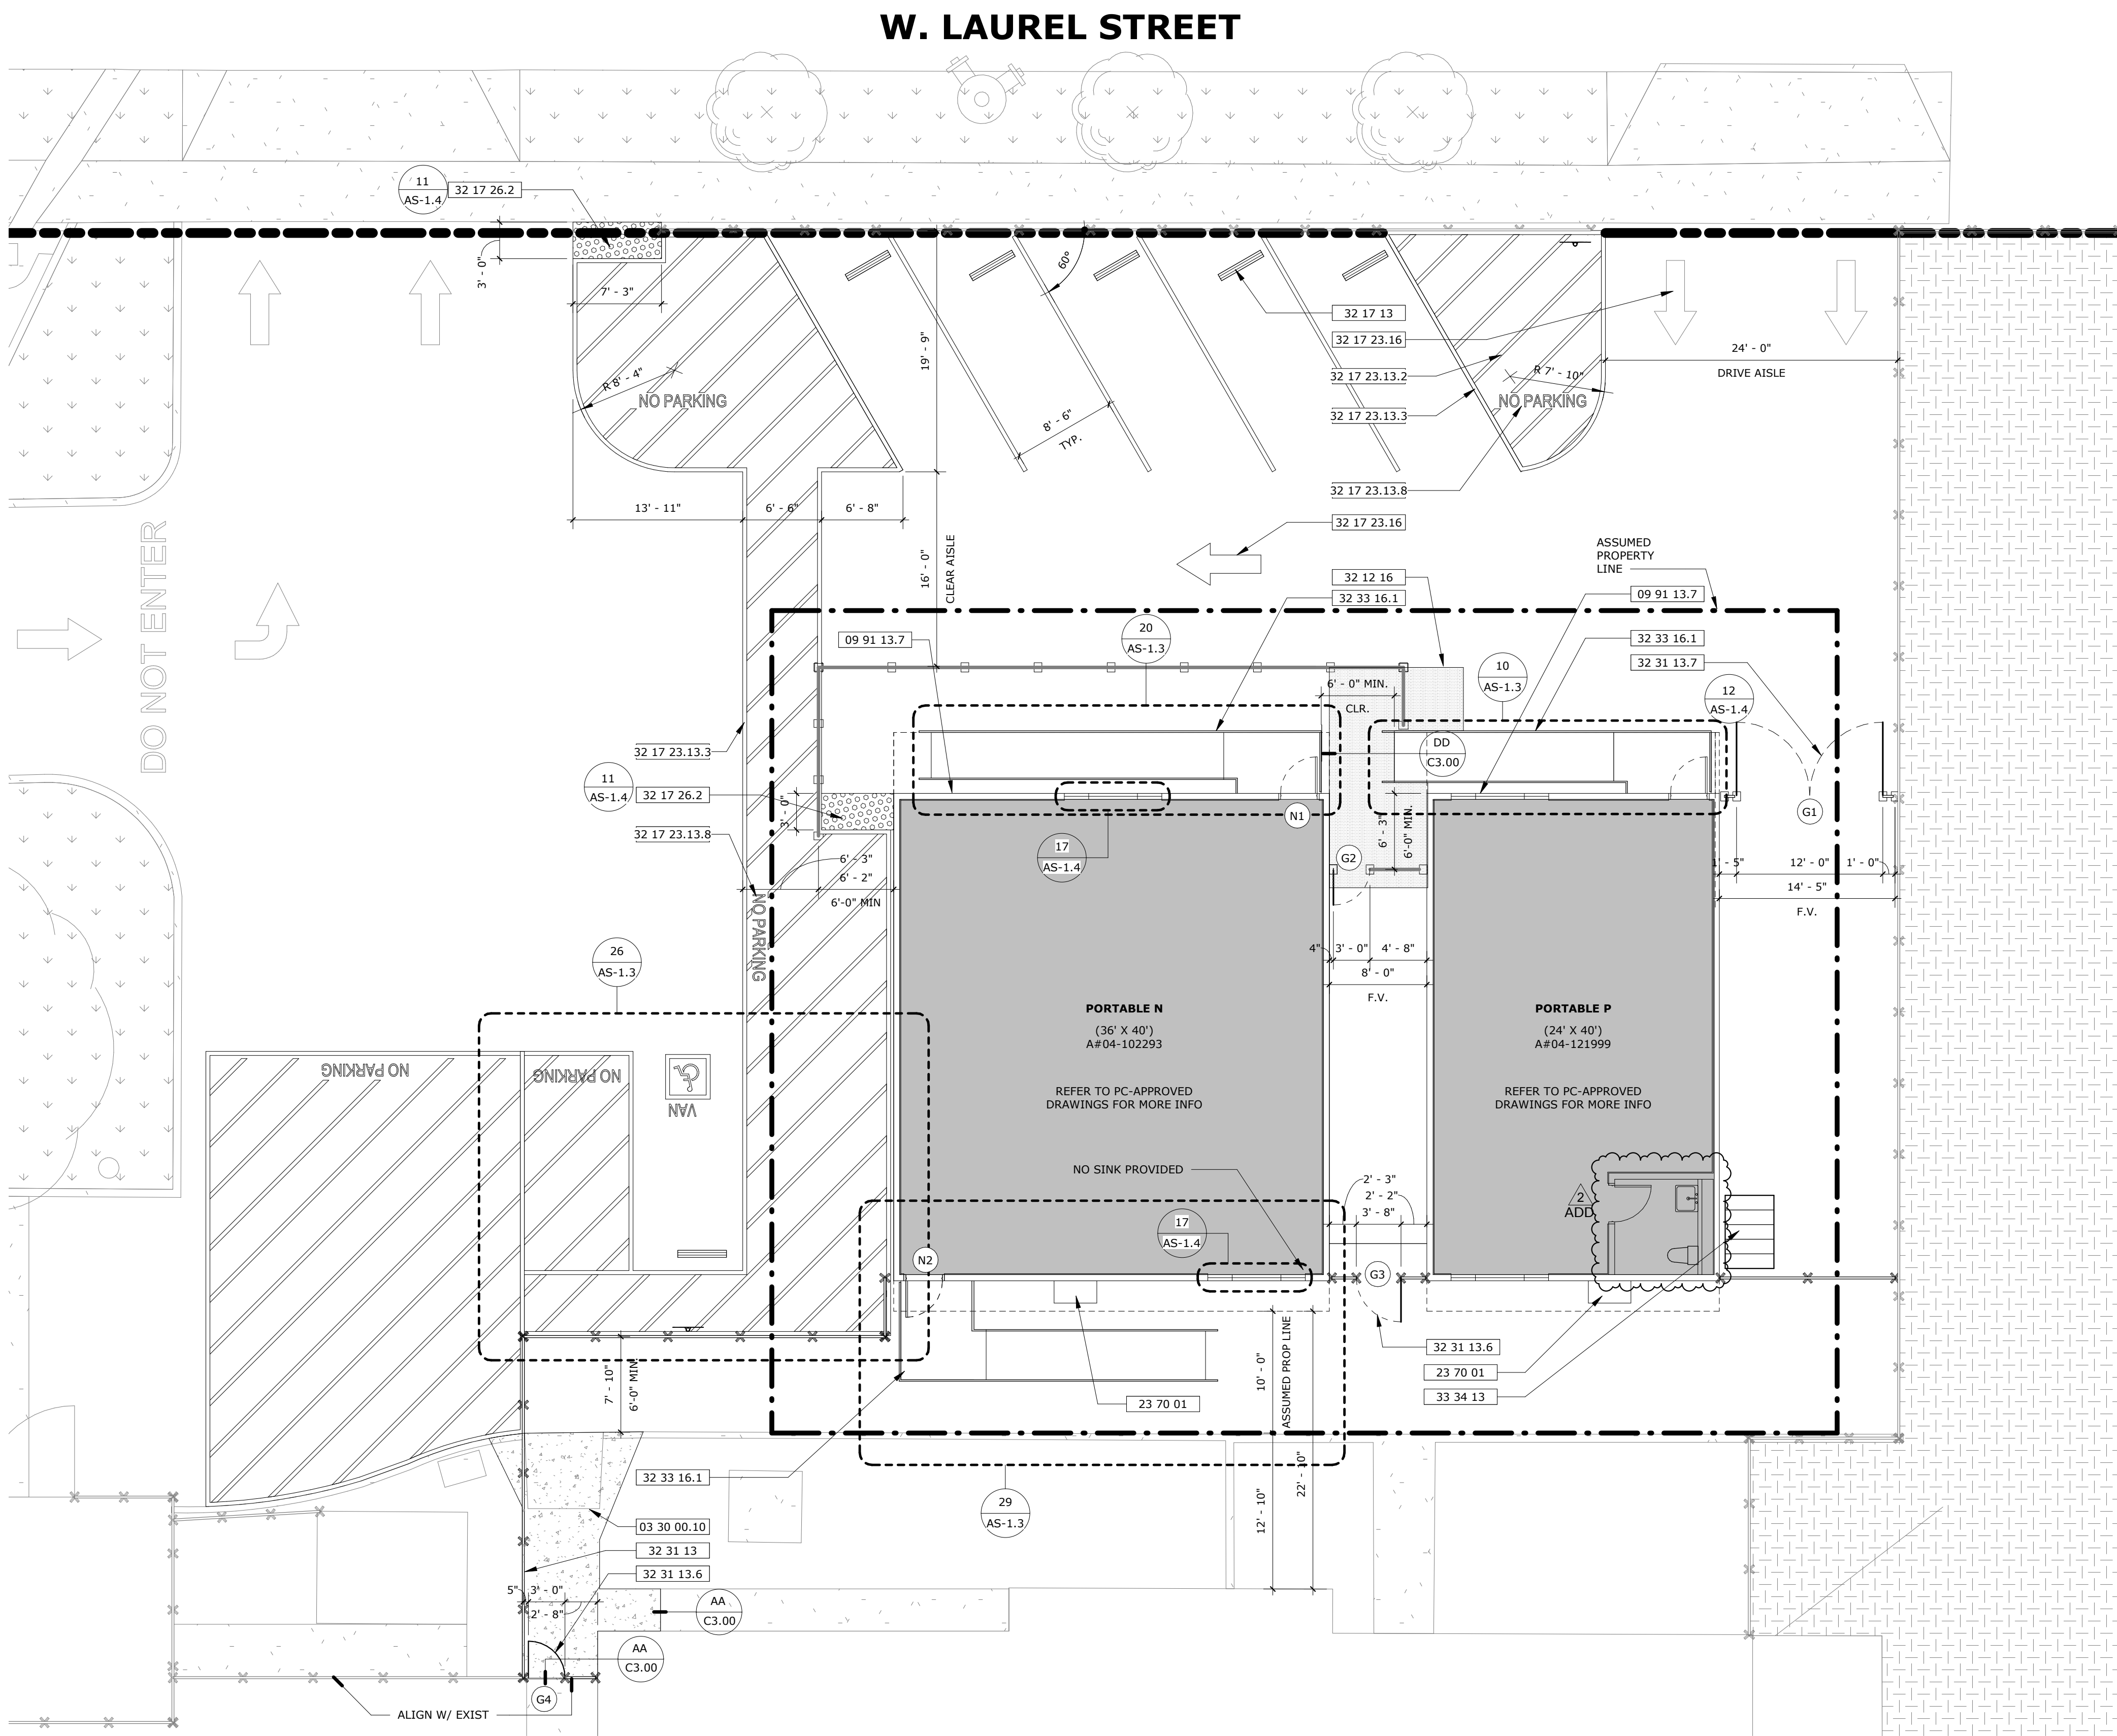 W. LAUREL STREET
11
AS-1.4
32 17 26.2
3' - 0"
7' - 3"
R 8' - 4"
NO PARKING
19' - 9"
60°
8' - 6"
TYP.
32 17 13
32 17 23.16
32 17 23.13.2
32 17 23.13.3
32 17 23.13.8
32 17 23.16
R 7' - 10"
NO PARKING
24' - 0"
DRIVE AISLE
13' - 11"
6' - 6"
6' - 8"
16' - 0"
CLEAR AISLE
DO NOT ENTER
ASSUMED
PROPERTY
LINE
32 12 16
32 33 16.1
09 91 13.7
32 33 16.1
32 31 13.7
09 91 13.7
20
AS-1.3
10
AS-1.3
12
AS-1.4
6' - 0" MIN.
CLR.
DD
C3.00
32 17 23.13.3
11
AS-1.4
32 17 26.2
32 17 23.13.8
3' - 0"
6' - 3"
6' - 2"
6'-0" MIN
NO PARKING
N1
17
AS-1.4
G2
6' - 3"
6'-0" MIN.
G1
1' - 5"
12' - 0"
1' - 0"
14' - 5"
F.V.
4"
3' - 0"
4' - 8"
8' - 0"
F.V.
26
AS-1.3
PORTABLE N
(36' X 40')
A#04-102293
REFER TO PC-APPROVED
DRAWINGS FOR MORE INFO
PORTABLE P
(24' X 40')
A#04-121999
REFER TO PC-APPROVED
DRAWINGS FOR MORE INFO
NO PARKING
NO PARKING
VAN
NO SINK PROVIDED
2' - 3"
2' - 2"
3' - 8"
2
ADD
17
AS-1.4
N2
G3
7' - 10"
6'-0" MIN.
10' - 0"
ASSUMED PROP LINE
32 31 13.6
23 70 01
33 34 13
23 70 01
32 33 16.1
29
AS-1.3
12' - 10"
22' - 10"
03 30 00.10
32 31 13
32 31 13.6
5"
3' - 0"
2' - 8"
AA
C3.00
AA
C3.00
G4
ALIGN W/ EXIST